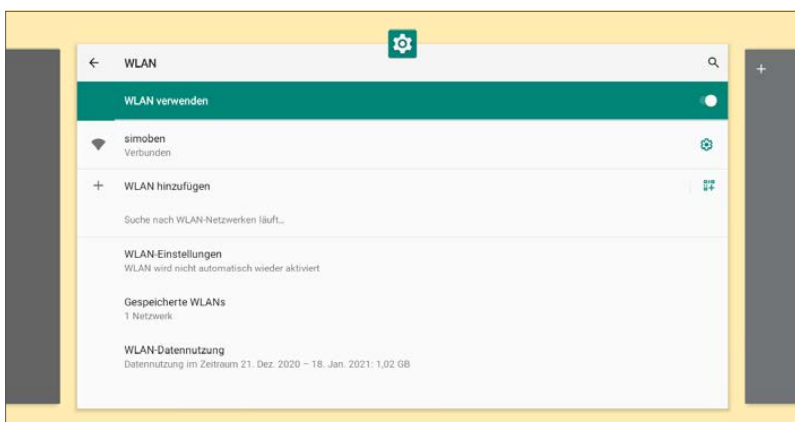 WLAN
WLAN verwenden
simoben
Verbunden
WLAN hinzufügen
Suche nach WLAN-Netzwerken läuft…
WLAN-Einstellungen
WLAN wird nicht automatisch wieder aktiviert
Gespeicherte WLANs
1 Netzwerk
WLAN-Datennutzung
Datennutzung im Zeitraum 21. Dez. 2020 – 18. Jan. 2021: 1,02 GB